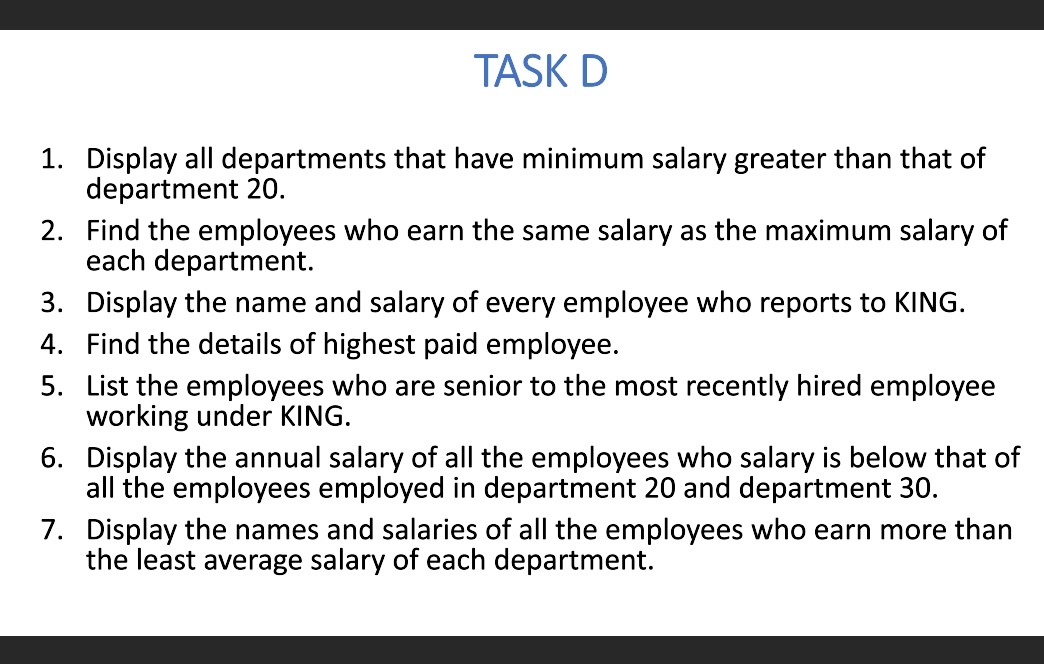 TASK D
1. Display all departments that have minimum salary greater than that of
department 20.
2. Find the employees who earn the same salary as the maximum salary of
each department.
3. Display the name and salary of every employee who reports to KING.
4. Find the details of highest paid employee.
5. List the employees who are senior to the most recently hired employee
working under KING.
6. Display the annual salary of all the employees who salary is below that of
all the employees employed in department 20 and department 30.
7. Display the names and salaries of all the employees who earn more than
the least average salary of each department.